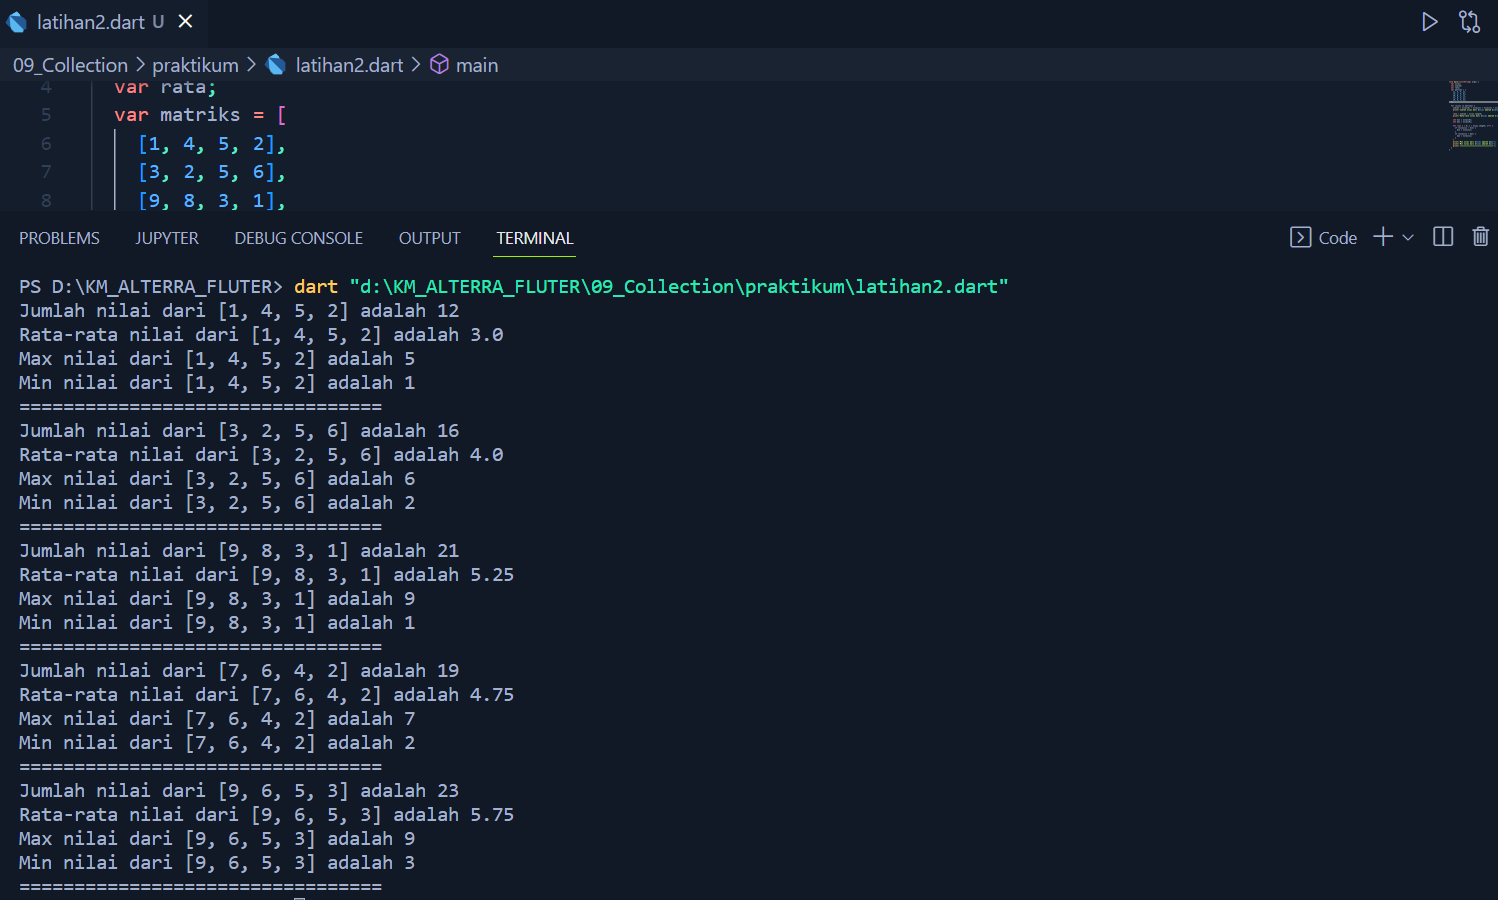 latihan2.dart U
09_Collection > praktikum > latihan2.dart > main
4 var rata;
5 var matriks = [
6 [1, 4, 5, 2],
7 [3, 2, 5, 6],
8 [9, 8, 3, 1],
PROBLEMS JUPYTER DEBUG CONSOLE OUTPUT TERMINAL Code
PS D:\KM_ALTERRA_FLUTER> dart "d:\KM_ALTERRA_FLUTER\09_Collection\praktikum\latihan2.dart"
Jumlah nilai dari [1, 4, 5, 2] adalah 12
Rata-rata nilai dari [1, 4, 5, 2] adalah 3.0
Max nilai dari [1, 4, 5, 2] adalah 5
Min nilai dari [1, 4, 5, 2] adalah 1
=================================
Jumlah nilai dari [3, 2, 5, 6] adalah 16
Rata-rata nilai dari [3, 2, 5, 6] adalah 4.0
Max nilai dari [3, 2, 5, 6] adalah 6
Min nilai dari [3, 2, 5, 6] adalah 2
=================================
Jumlah nilai dari [9, 8, 3, 1] adalah 21
Rata-rata nilai dari [9, 8, 3, 1] adalah 5.25
Max nilai dari [9, 8, 3, 1] adalah 9
Min nilai dari [9, 8, 3, 1] adalah 1
=================================
Jumlah nilai dari [7, 6, 4, 2] adalah 19
Rata-rata nilai dari [7, 6, 4, 2] adalah 4.75
Max nilai dari [7, 6, 4, 2] adalah 7
Min nilai dari [7, 6, 4, 2] adalah 2
=================================
Jumlah nilai dari [9, 6, 5, 3] adalah 23
Rata-rata nilai dari [9, 6, 5, 3] adalah 5.75
Max nilai dari [9, 6, 5, 3] adalah 9
Min nilai dari [9, 6, 5, 3] adalah 3
=================================